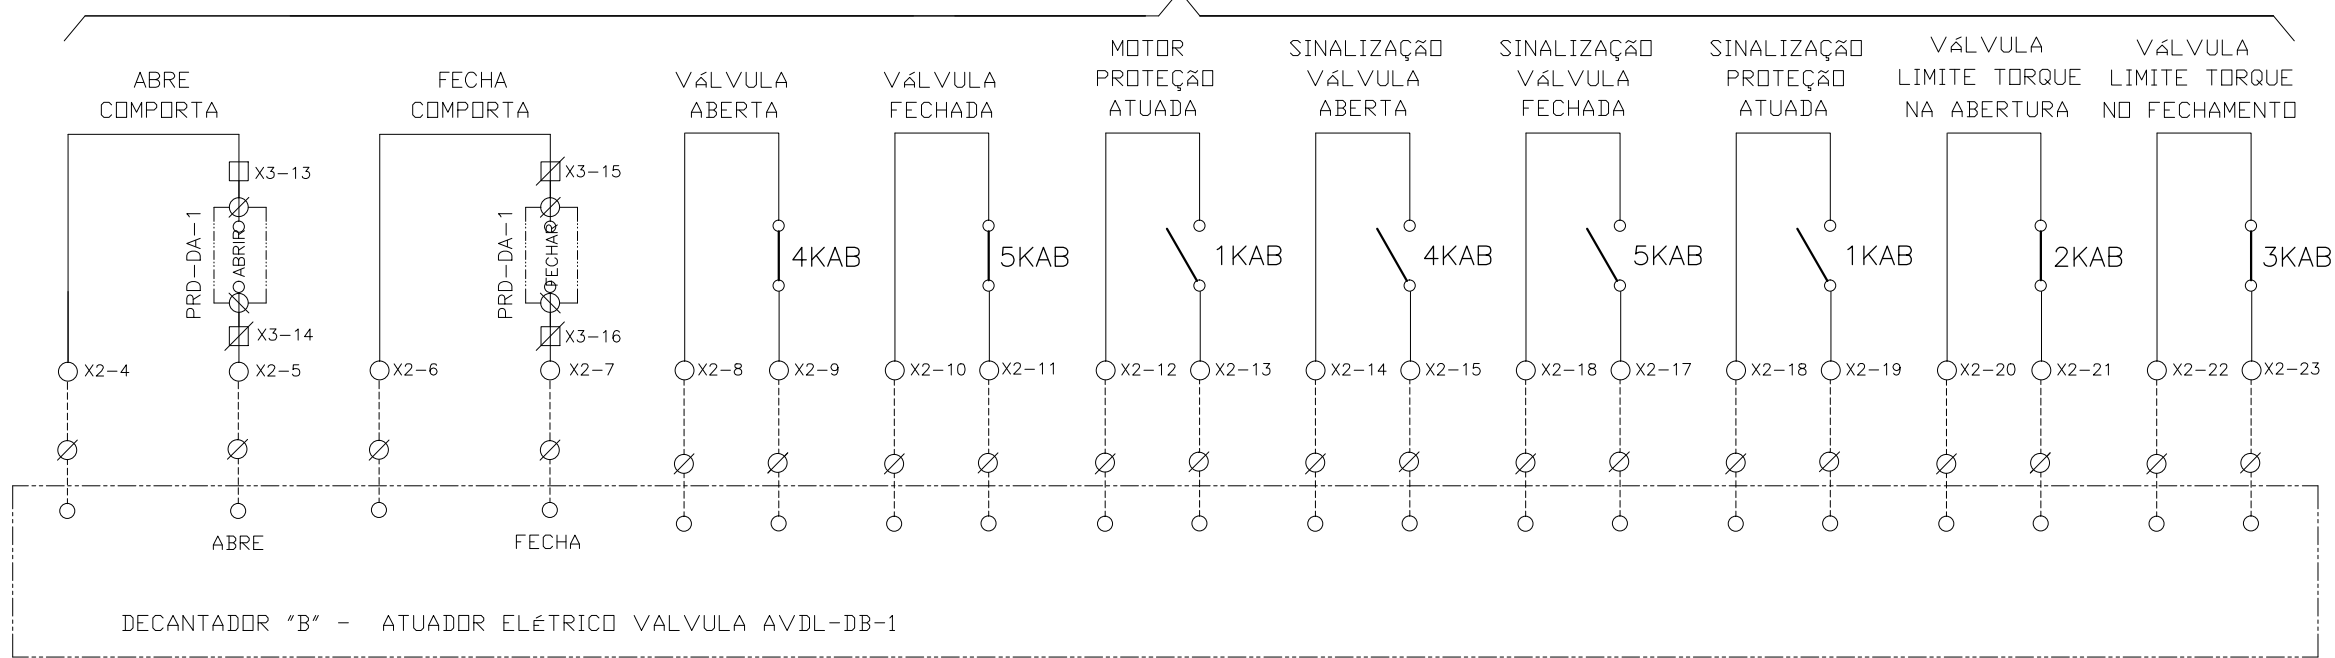 ABRE
COMPORTA
FECHA
COMPORTA
VáLVULA
ABERTA
VáLVULA
FECHADA
MOTOR
PROTEÇãO
ATUADA
SINALIZAÇãO
VáLVULA
ABERTA
SINALIZAÇãO
VáLVULA
FECHADA
SINALIZAÇãO
PROTEÇãO
ATUADA
VáLVULA
LIMITE TORQUE
NA ABERTURA
VáLVULA
LIMITE TORQUE
NO FECHAMENTO
X3-13
PRD-DA-1
ABRIR
X3-14
X3-15
PRD-DA-1
FECHAR
X3-16
4KAB
5KAB
1KAB
4KAB
5KAB
1KAB
2KAB
3KAB
X2-4
X2-5
X2-6
X2-7
X2-8
X2-9
X2-10
X2-11
X2-12
X2-13
X2-14
X2-15
X2-18
X2-17
X2-18
X2-19
X2-20
X2-21
X2-22
X2-23
ABRE
FECHA
DECANTADOR "B" - ATUADOR ELéTRICO VALVULA AVDL-DB-1